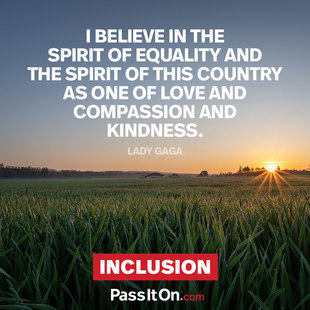 I BELIEVE IN THE
SPIRIT OF EQUALITY AND
THE SPIRIT OF THIS COUNTRY
AS ONE OF LOVE AND
COMPASSION AND
KINDNESS.
LADY GAGA
INCLUSION
PassItOn.com